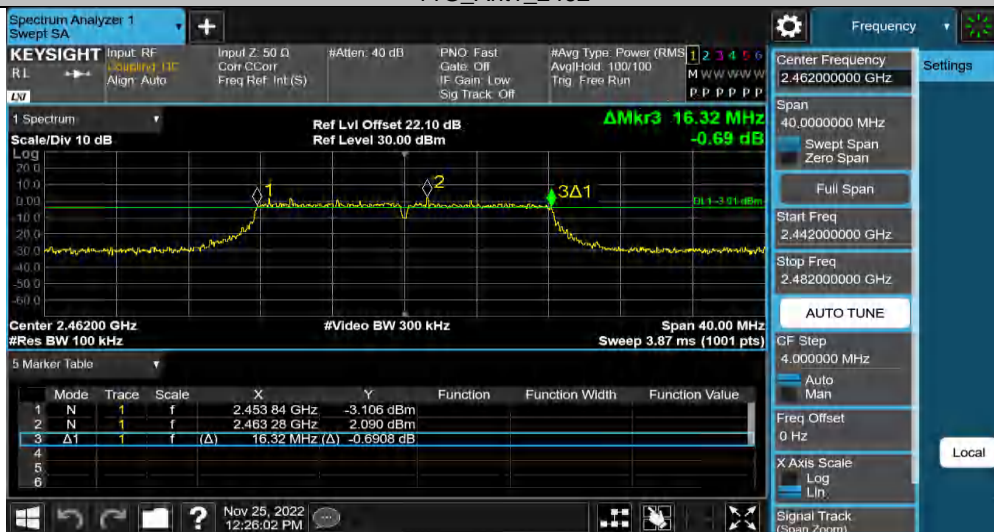 Spectrum Analyzer 1
Swept SA
Frequency
KEYSIGHT
RL
LXI
Input: RF
Coupling: DC
Align: Auto
Input Z: 50 Ω
Corr CCorr
Freq Ref: Int (S)
#Atten: 40 dB
PNO: Fast
Gate: Off
IF Gain: Low
Sig Track: Off
#Avg Type: Power (RMS
Avg|Hold: 100/100
Trig: Free Run
1 2 3 4 5 6
M W W W W W
P P P P P P
1 Spectrum
Scale/Div 10 dB
Log
Ref Lvl Offset 22.10 dB
Ref Level 30.00 dBm
ΔMkr3 16.32 MHz
-0.69 dB
20.0
10.0
0.00
-10.0
-20.0
-30.0
-40.0
-50.0
-60.0
1
2
3Δ1
DL1 -3.91 dBm
Center 2.46200 GHz
#Video BW 300 kHz
Span 40.00 MHz
#Res BW 100 kHz
Sweep 3.87 ms (1001 pts)
5 Marker Table
Mode Trace Scale X Y Function Function Width Function Value
1 N 1 f 2.453 84 GHz -3.106 dBm
2 N 1 f 2.463 28 GHz 2.090 dBm
3 Δ1 1 f (Δ) 16.32 MHz (Δ) -0.6908 dB
4
5
6
Nov 25, 2022
12:26:02 PM
Center Frequency
2.462000000 GHz
Settings
Span
40.0000000 MHz
Swept Span
Zero Span
Full Span
Start Freq
2.442000000 GHz
Stop Freq
2.482000000 GHz
AUTO TUNE
CF Step
4.000000 MHz
Auto
Man
Freq Offset
0 Hz
Local
X Axis Scale
Log
Lin
Signal Track
(Span Zoom)